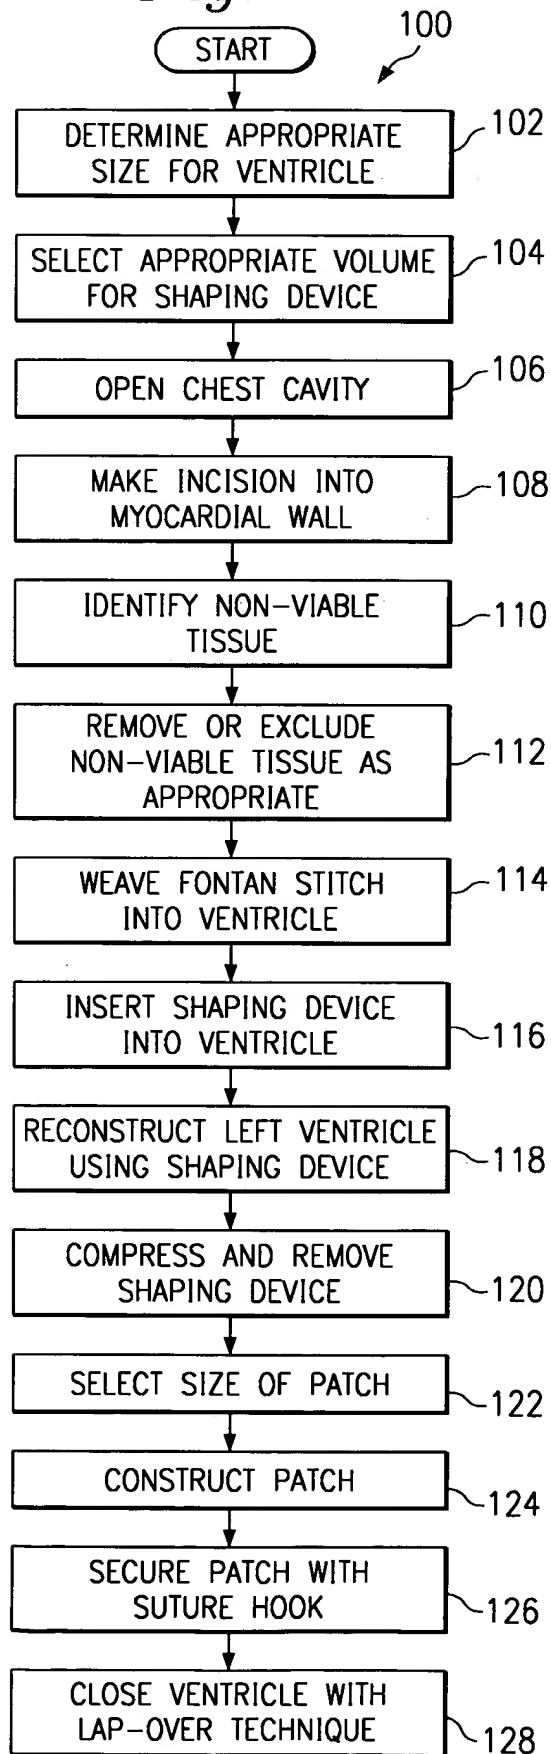 START
100
DETERMINE APPROPRIATE
SIZE FOR VENTRICLE
102
SELECT APPROPRIATE VOLUME
FOR SHAPING DEVICE
104
OPEN CHEST CAVITY
106
MAKE INCISION INTO
MYOCARDIAL WALL
108
IDENTIFY NON-VIABLE
TISSUE
110
REMOVE OR EXCLUDE
NON-VIABLE TISSUE AS
APPROPRIATE
112
WEAVE FONTAN STITCH
INTO VENTRICLE
114
INSERT SHAPING DEVICE
INTO VENTRICLE
116
RECONSTRUCT LEFT VENTRICLE
USING SHAPING DEVICE
118
COMPRESS AND REMOVE
SHAPING DEVICE
120
SELECT SIZE OF PATCH
122
CONSTRUCT PATCH
124
SECURE PATCH WITH
SUTURE HOOK
126
CLOSE VENTRICLE WITH
LAP-OVER TECHNIQUE
128